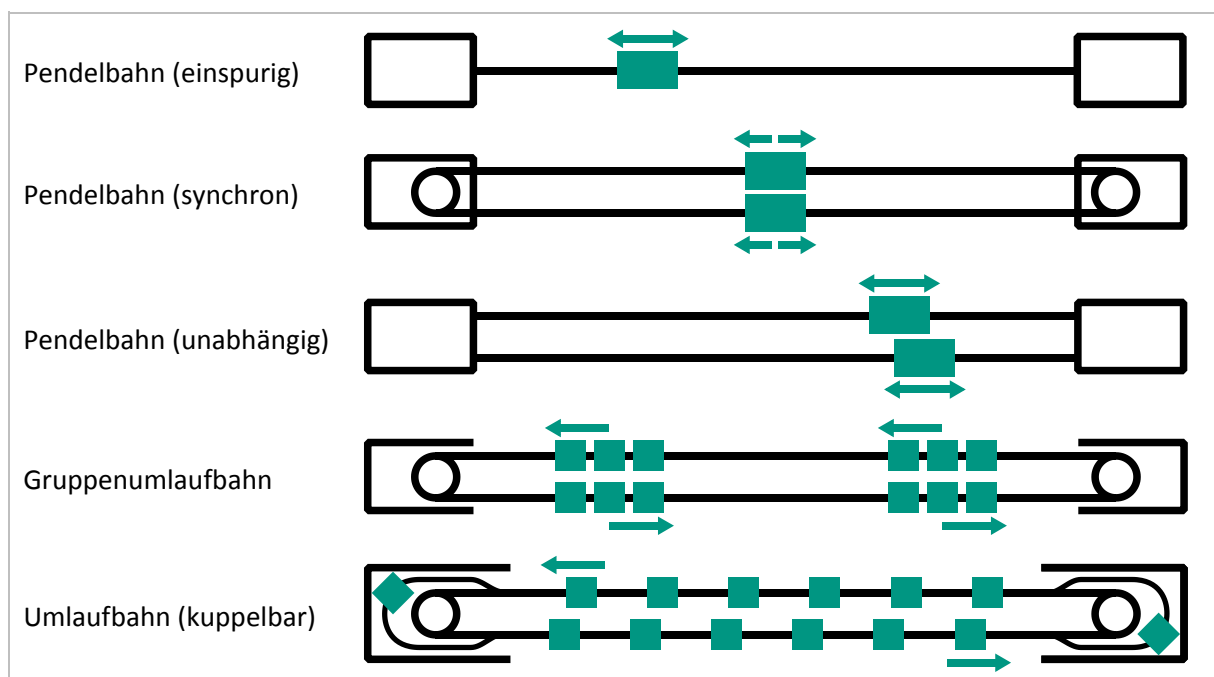 Pendelbahn (einspurig)
Pendelbahn (synchron)
Pendelbahn (unabhängig)
Gruppenumlaufbahn
Umlaufbahn (kuppelbar)